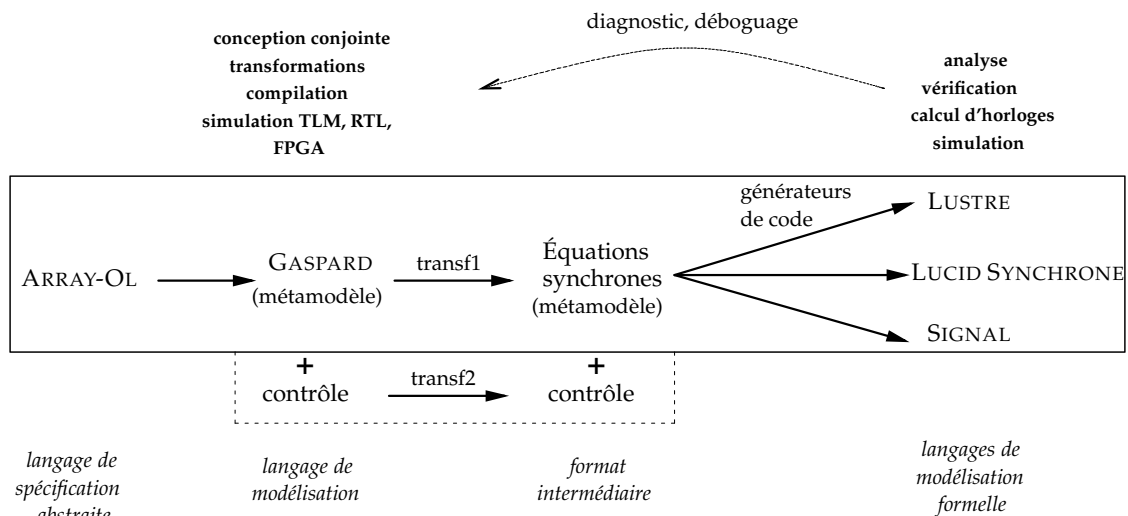 diagnostic, déboguage
conception conjointe
transformations
compilation
simulation TLM, RTL,
FPGA
analyse
vérification
calcul d'horloges
simulation
ARRAY-OL
GASPARD
(métamodèle)
transf1
Équations
synchrones
(métamodèle)
générateurs
de code
LUSTRE
LUCID SYNCHRONE
SIGNAL
+
contrôle
transf2
+
contrôle
langage de
spécification
abstraite
langage de
modélisation
format
intermédiaire
langages de
modélisation
formelle